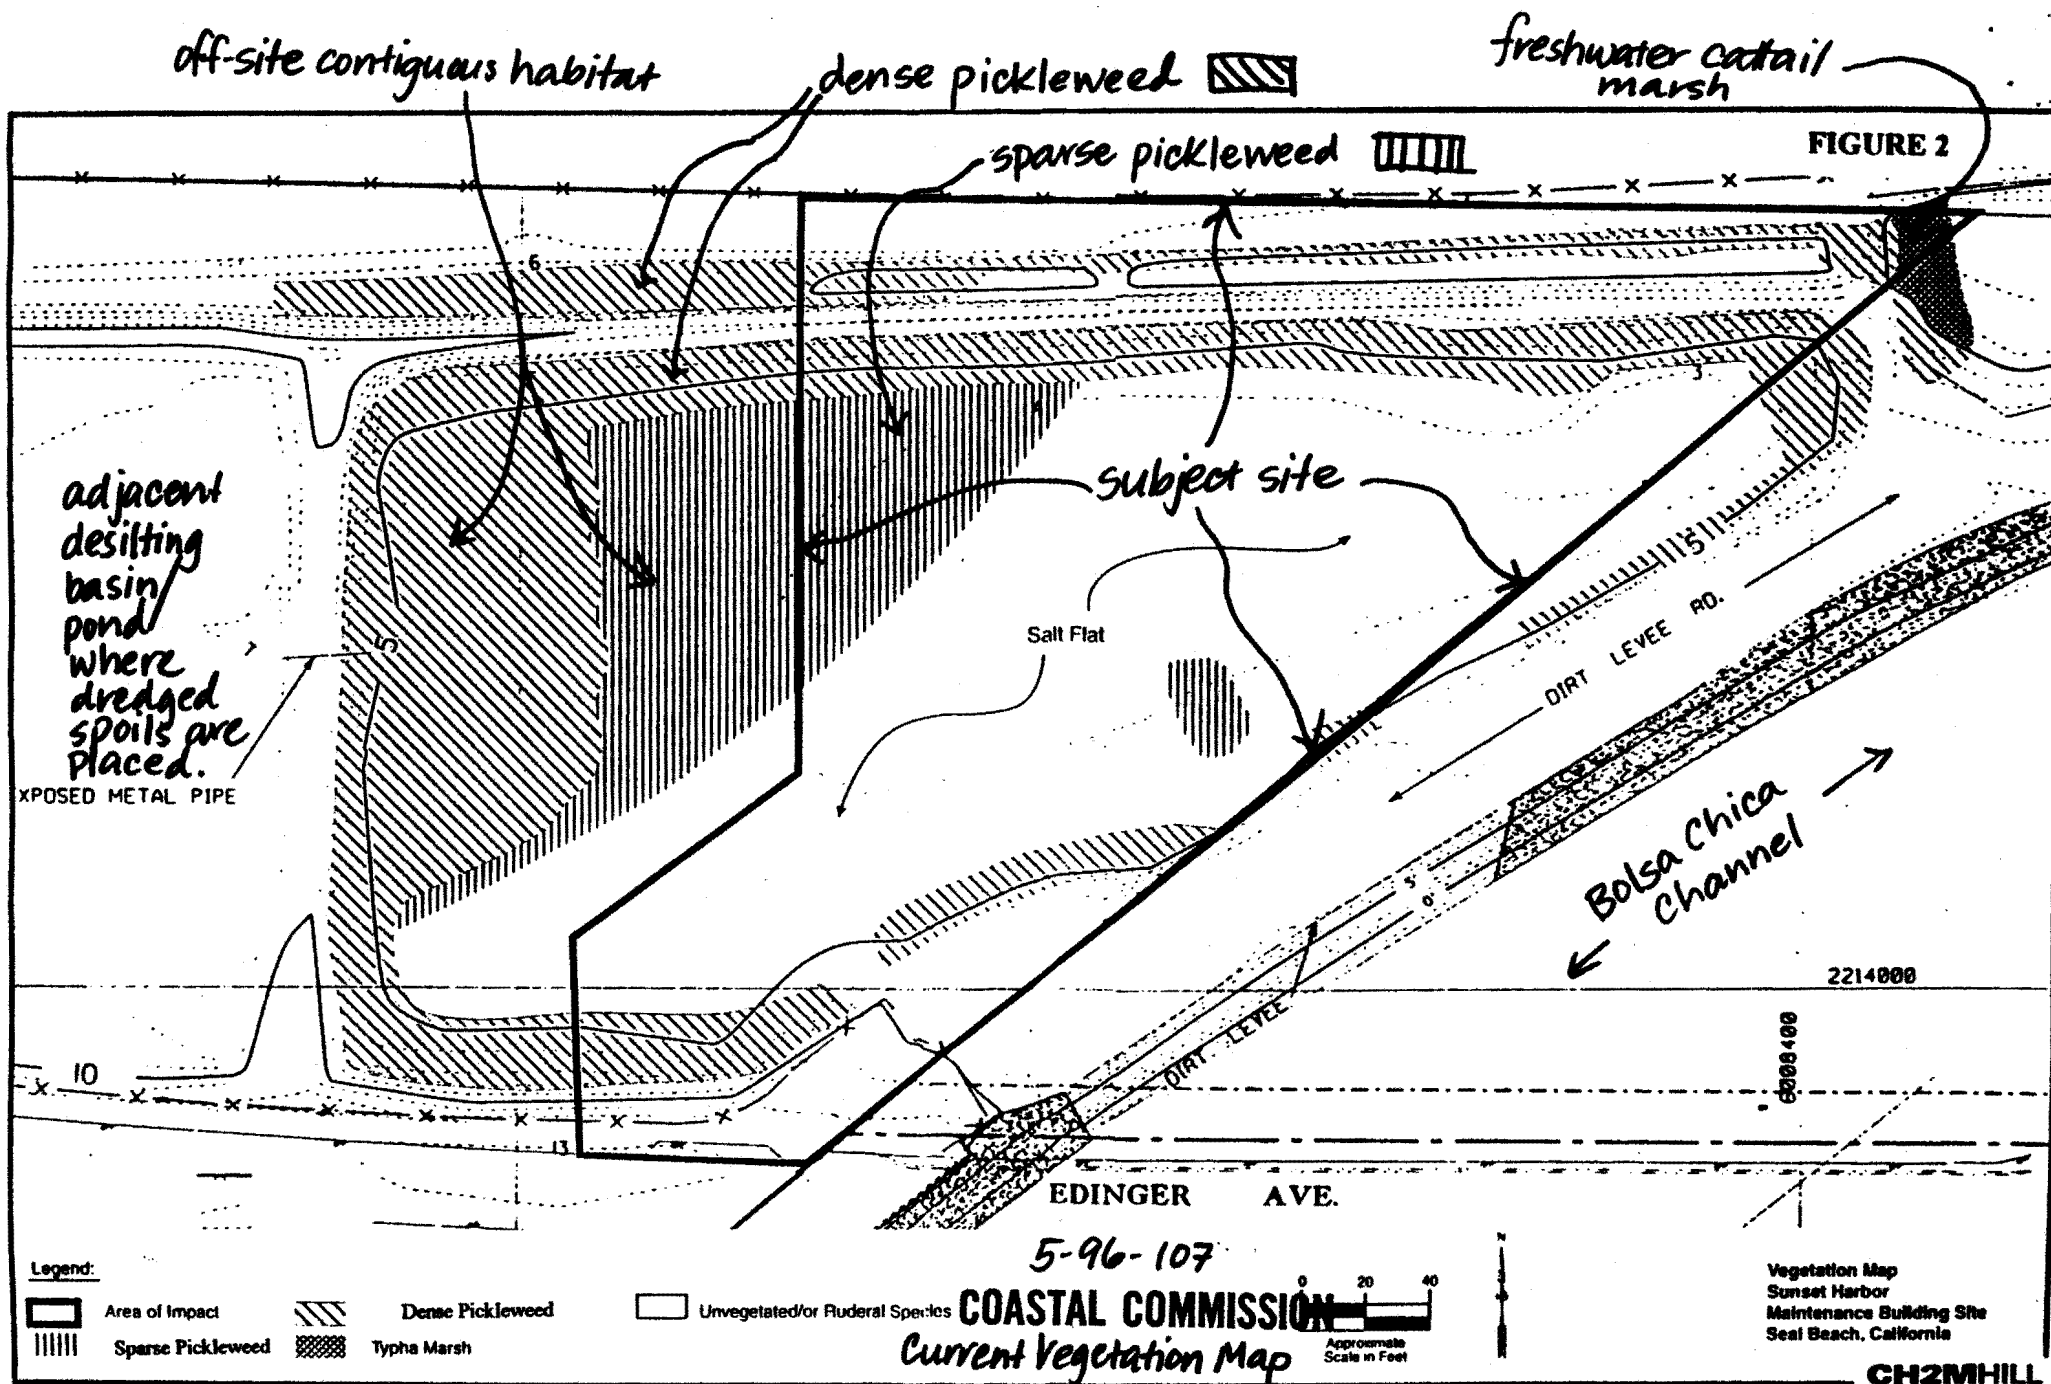 off-site contiguous habitat
dense pickleweed
freshwater cattail
marsh
sparse pickleweed
FIGURE 2
6
3
subject site
adjacent
desilting
basin
pond
where
dredged
spoils are
placed.
XPOSED METAL PIPE
5
Salt Flat
5
DIRT LEVEE RD.
Bolsa Chica
Channel
5
0
2214000
6008400
DIRT LEVEE
10
13
EDINGER AVE.
5-96-107
COASTAL COMMISSION
Current Vegetation Map
Legend:
Area of Impact
Dense Pickleweed
Unvegetated/or Ruderal Species
Sparse Pickleweed
Typha Marsh
0 20 40
Approximate
Scale in Feet
N
Vegetation Map
Sunset Harbor
Maintenance Building Site
Seal Beach, California
CH2MHILL